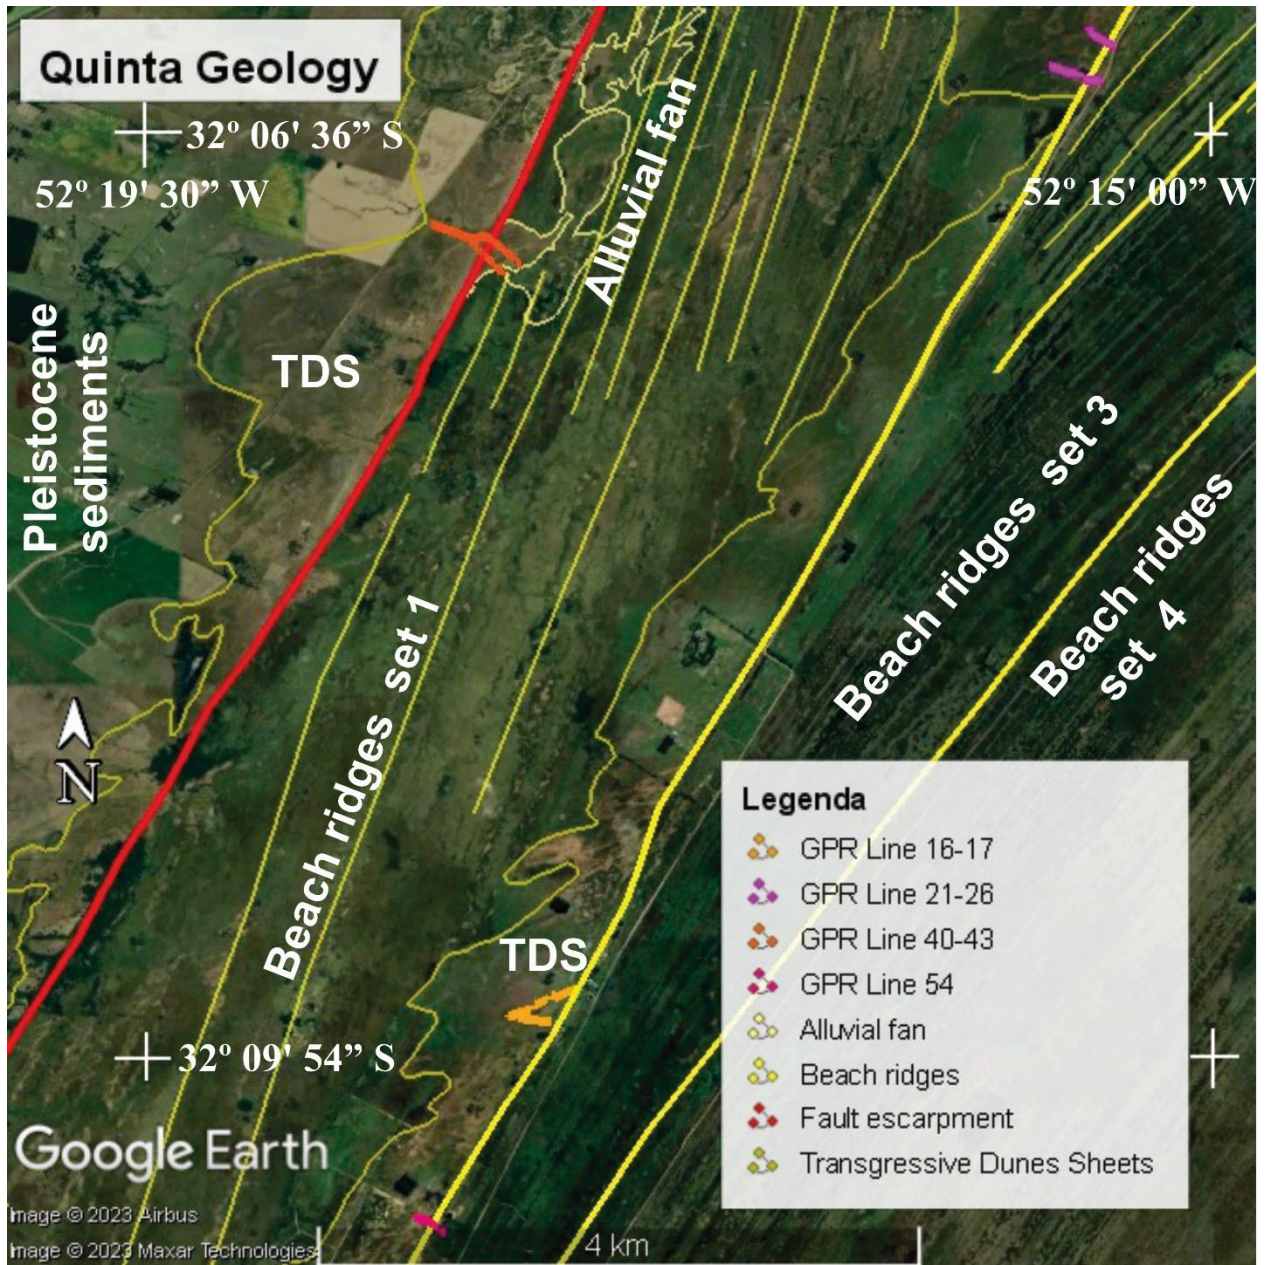 Quinta Geology
32º 06' 36” S
52º 19' 30” W
52º 15' 00” W
Alluvial fan
Pleistocene
sediments
TDS
Beach ridges set 3
Beach ridges
set 4
Beach ridges set 1
N
TDS
32º 09' 54” S
Legenda
GPR Line 16-17
GPR Line 21-26
GPR Line 40-43
GPR Line 54
Alluvial fan
Beach ridges
Fault escarpment
Transgressive Dunes Sheets
Google Earth
Image © 2023 Airbus
Image © 2023 Maxar Technologies
4 km